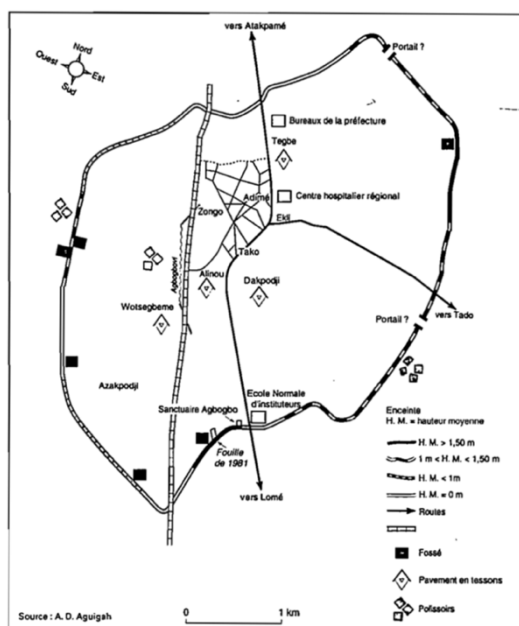 vers Atakpamé
Nord
Ouest
Est
Sud
Portail ?
Bureaux de la préfecture
Tegbe
Centre hospitalier régional
Adimé
Zongo
Ekli
Tako
Agbogbovi
Alinou
Dakpodji
vers Tado
Wotsegbeme
Portail ?
Azakpodji
Ecole Normale
d'instituteurs
Sanctuaire Agbogbo
Fouille
de 1981
vers Lomé
Enceinte
H. M. = hauteur moyenne
H. M. > 1,50 m
1 m < H. M. < 1,50 m
H. M. < 1m
H. M. = 0 m
Routes
Fossé
Pavement en tessons
Polissoirs
Source : A. D. Aguigah
0 1 km